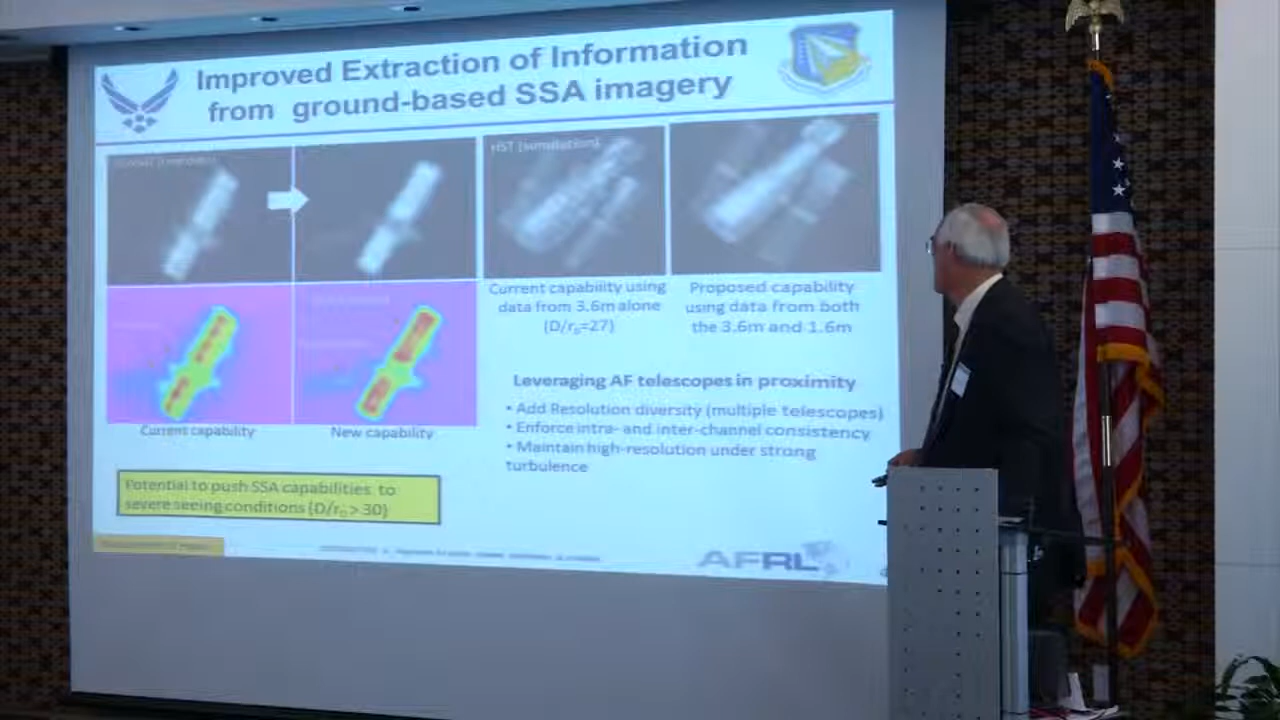 Improved Extraction of Information
from ground-based SSA imagery
HST (simulation)
Current capability using
data from 3.6m alone
(D/r₀=27)
Proposed capability
using data from both
the 3.6m and 1.6m
Current capability
New capability
Leveraging AF telescopes in proximity
• Add Resolution diversity (multiple telescopes)
• Enforce intra- and inter-channel consistency
• Maintain high-resolution under strong
turbulence
Potential to push SSA capabilities to
severe seeing conditions (D/r₀ > 30)
AFRL